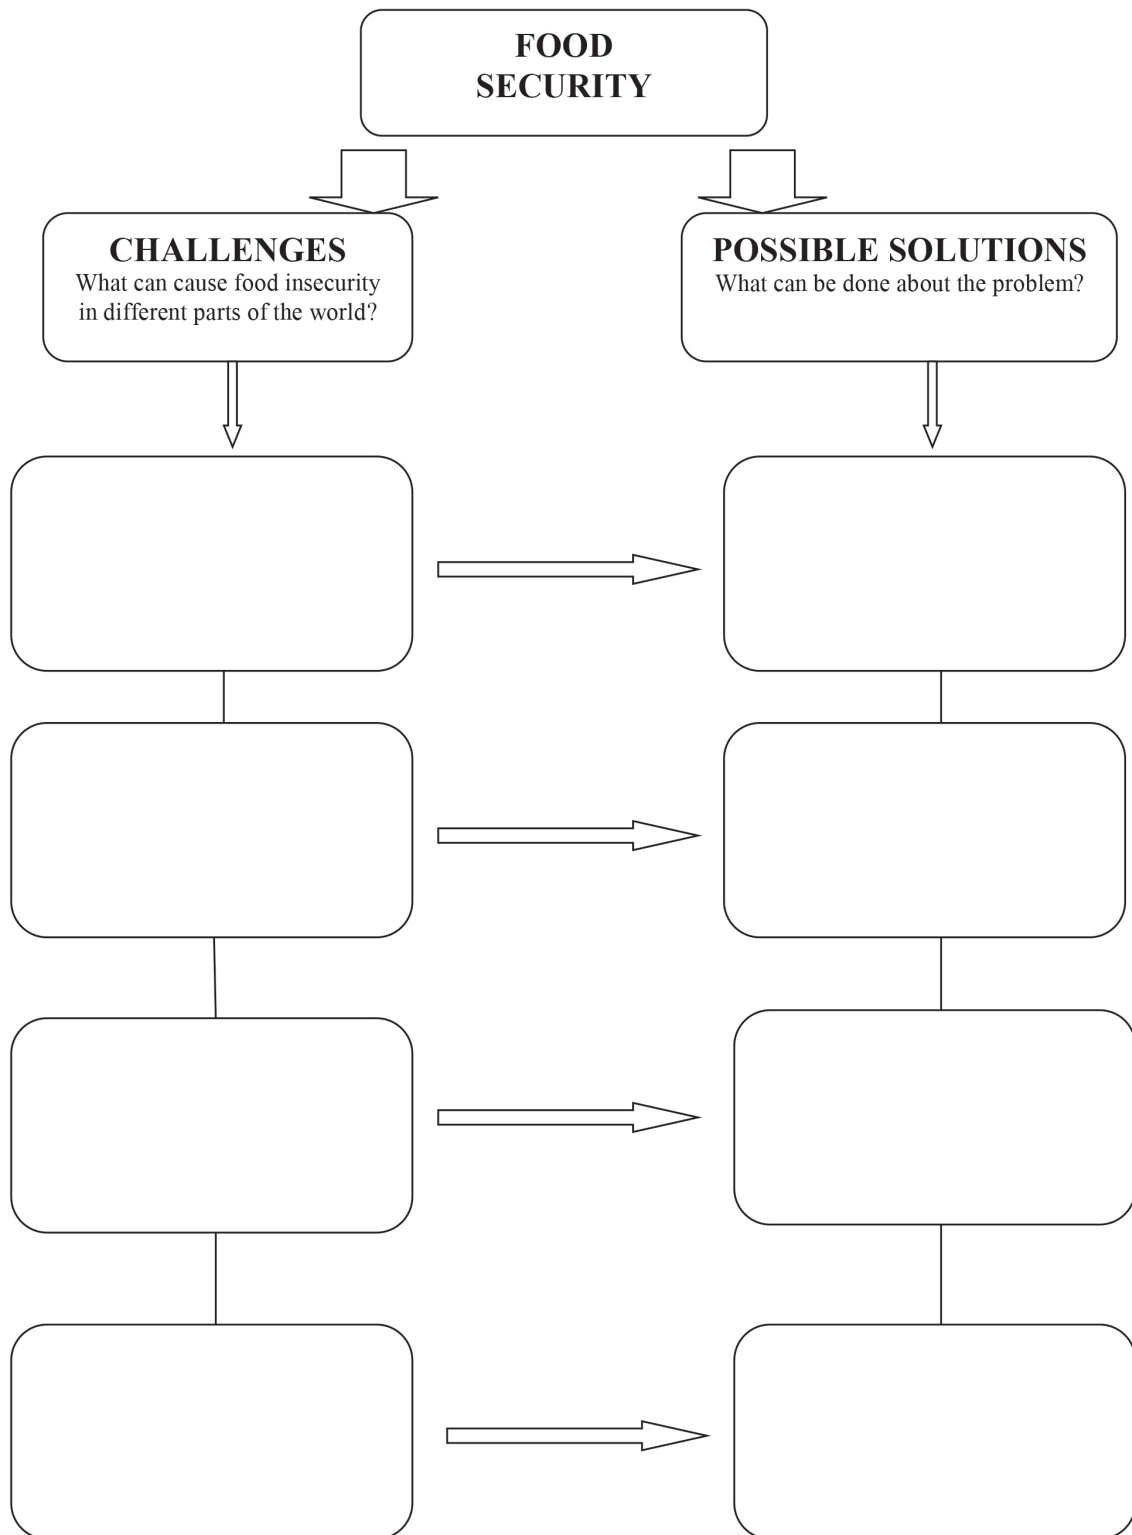 FOOD
SECURITY
CHALLENGES
What can cause food insecurity
in different parts of the world?
POSSIBLE SOLUTIONS
What can be done about the problem?